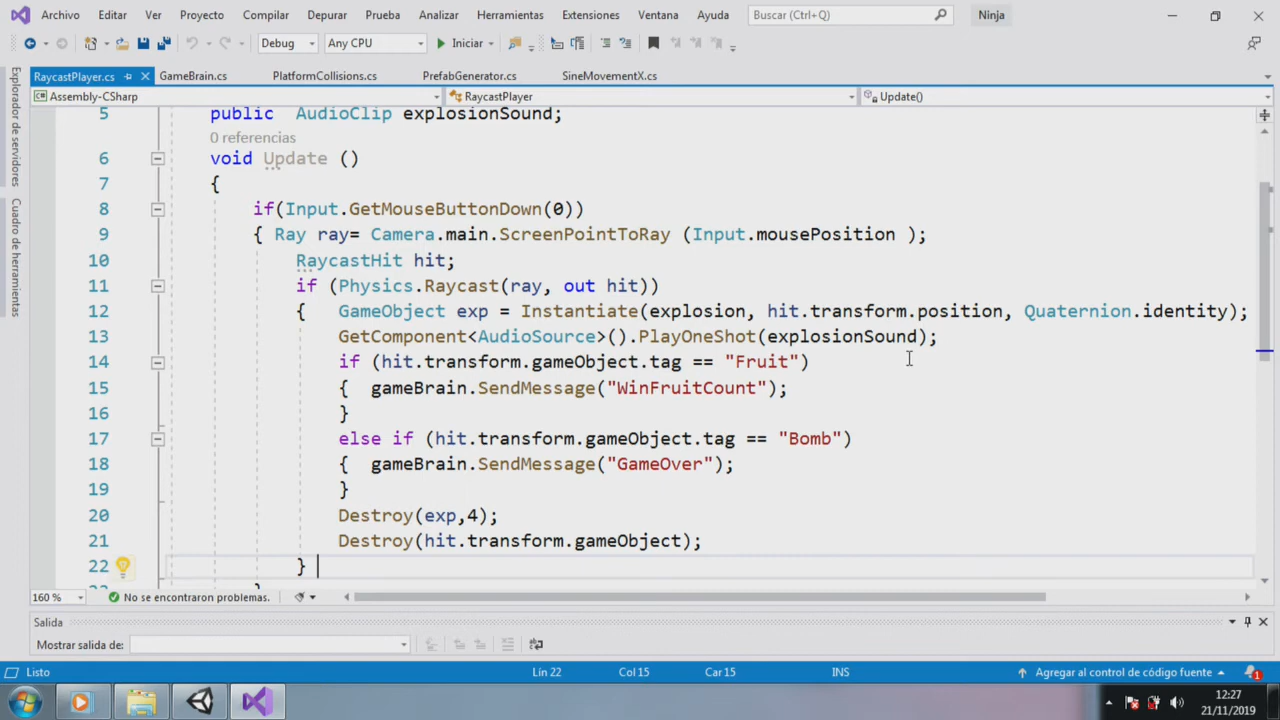 Archivo Editar Ver Proyecto Compilar Depurar Prueba Analizar Herramientas Extensiones Ventana Ayuda Buscar (Ctrl+Q) Ninja
Debug Any CPU Iniciar
RaycastPlayer.cs GameBrain.cs PlatformCollisions.cs PrefabGenerator.cs SineMovementX.cs
Assembly-CSharp RaycastPlayer Update()
Explorador de servidores
Cuadro de herramientas
5 public AudioClip explosionSound;
0 referencias
6 void Update ()
7 {
8 if(Input.GetMouseButtonDown(0))
9 { Ray ray= Camera.main.ScreenPointToRay (Input.mousePosition );
10 RaycastHit hit;
11 if (Physics.Raycast(ray, out hit))
12 { GameObject exp = Instantiate(explosion, hit.transform.position, Quaternion.identity);
13 GetComponent<AudioSource>().PlayOneShot(explosionSound);
14 if (hit.transform.gameObject.tag == "Fruit")
15 { gameBrain.SendMessage("WinFruitCount");
16 }
17 else if (hit.transform.gameObject.tag == "Bomb")
18 { gameBrain.SendMessage("GameOver");
19 }
20 Destroy(exp,4);
21 Destroy(hit.transform.gameObject);
22 }
160 % No se encontraron problemas.
Salida
Mostrar salida de:
Listo Lín 22 Col 15 Car 15 INS Agregar al control de código fuente 1
12:27
21/11/2019